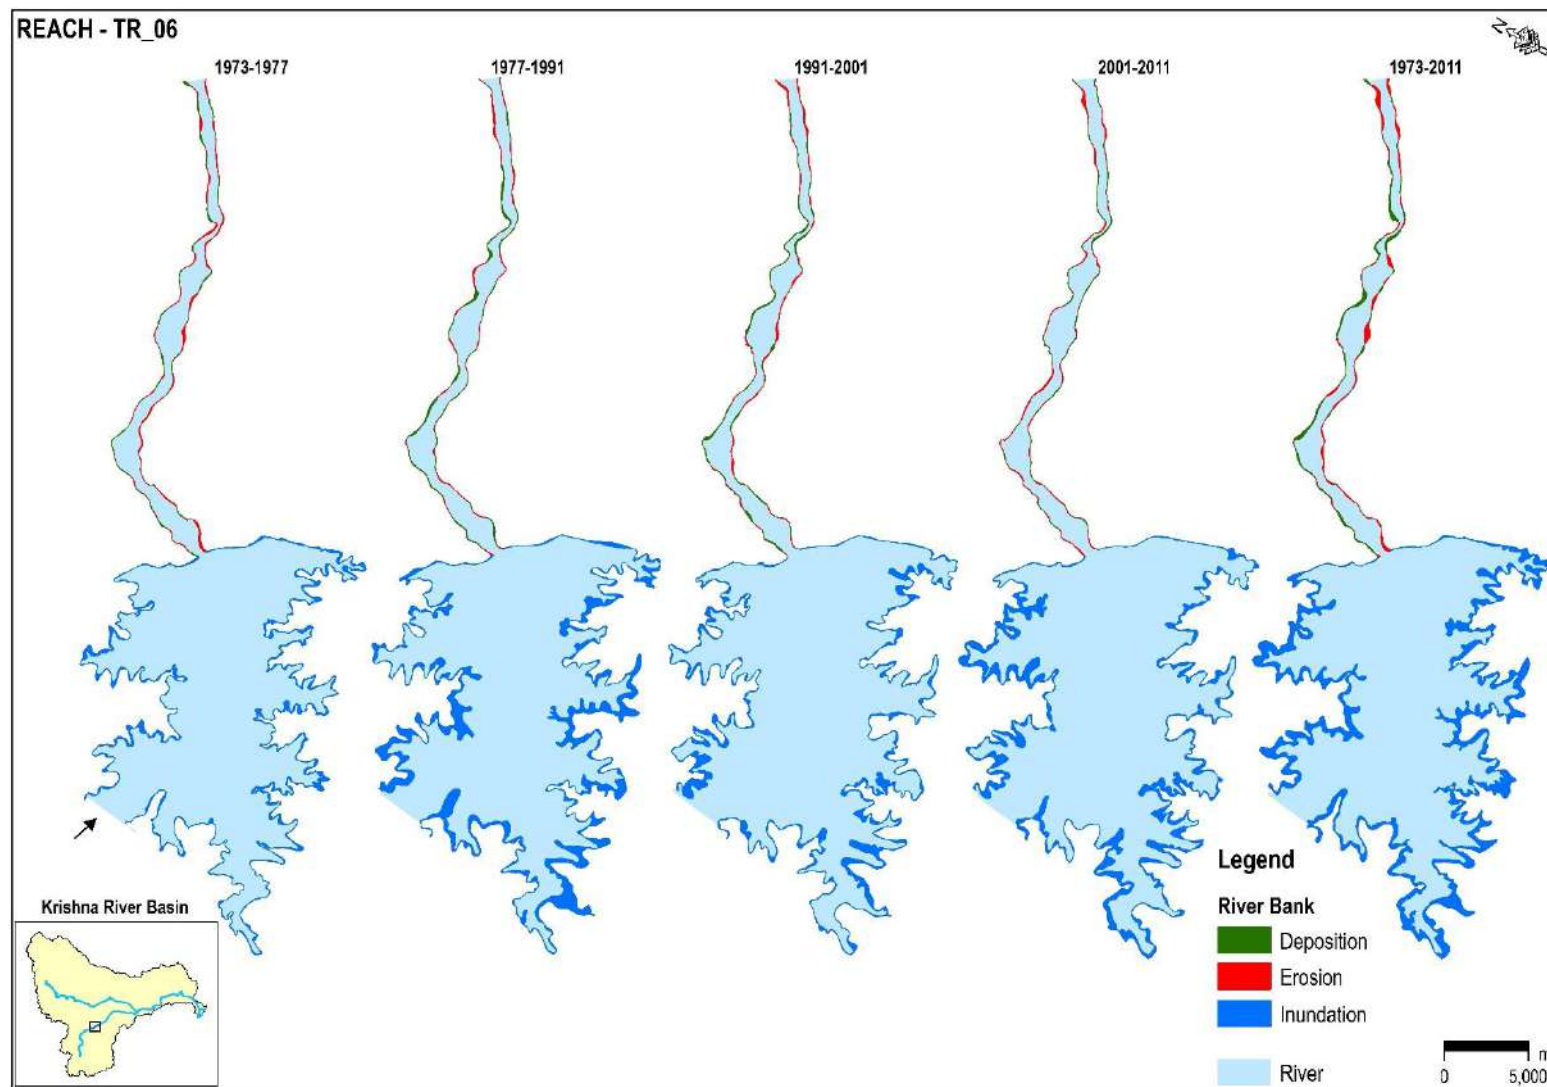 REACH - TR_06
N
1973-1977
1977-1991
1991-2001
2001-2011
1973-2011
Legend
River Bank
Deposition
Erosion
Inundation
River
Krishna River Basin
m
0 5,000